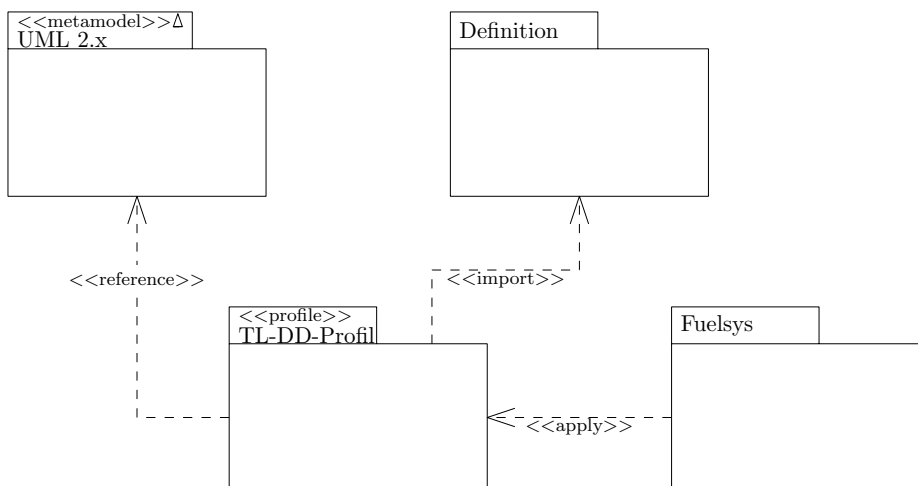 <<metamodel>>Δ
UML 2.x
Definition
<<reference>>
<<import>>
<<profile>>
TL-DD-Profil
Fuelsys
<<apply>>